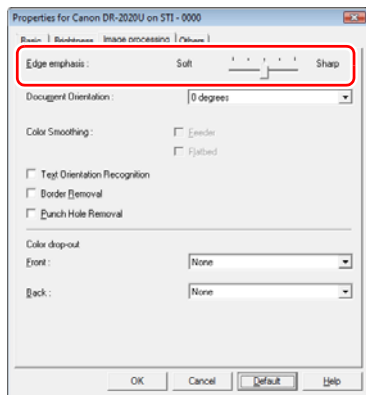 Properties for Canon DR-2020U on STI - 0000
Basic Brightness Image processing Others
Edge emphasis : Soft Sharp
Document Orientation : 0 degrees
Color Smoothing : Feeder
Flatbed
Text Orientation Recognition
Border Removal
Punch Hole Removal
Color drop-out
Front : None
Back : None
OK Cancel Default Help